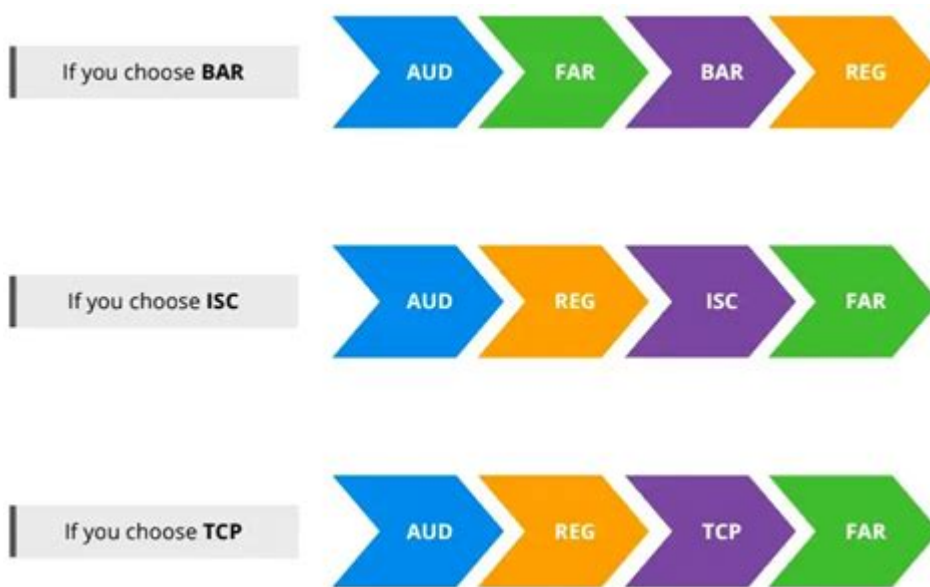 If you choose BAR
AUD FAR BAR REG
If you choose ISC
AUD REG ISC FAR
If you choose TCP
AUD REG TCP FAR